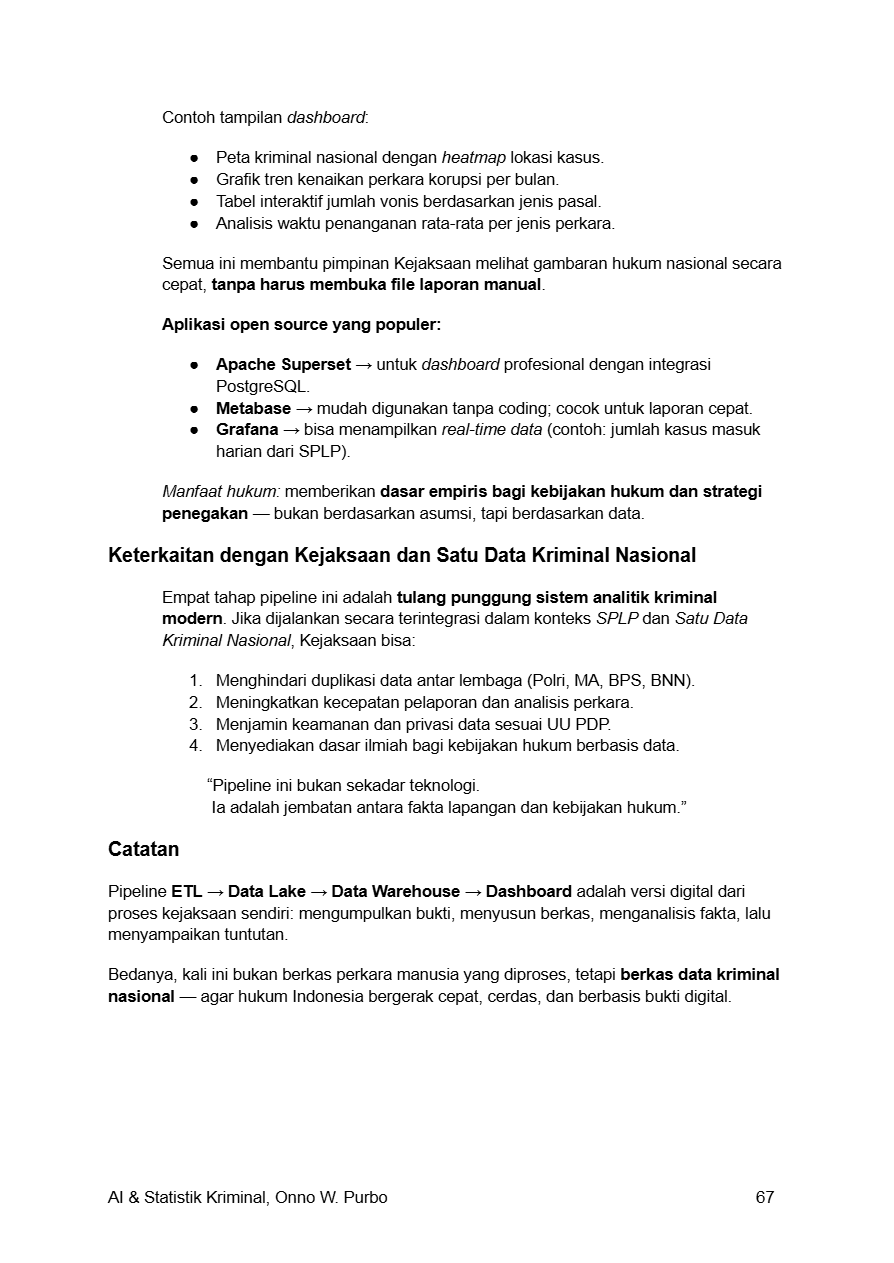 Contoh tampilan dashboard:
● Peta kriminal nasional dengan heatmap lokasi kasus.
● Grafik tren kenaikan perkara korupsi per bulan.
● Tabel interaktif jumlah vonis berdasarkan jenis pasal.
● Analisis waktu penanganan rata-rata per jenis perkara.
Semua ini membantu pimpinan Kejaksaan melihat gambaran hukum nasional secara
cepat, tanpa harus membuka file laporan manual.
Aplikasi open source yang populer:
● Apache Superset → untuk dashboard profesional dengan integrasi
PostgreSQL.
● Metabase → mudah digunakan tanpa coding; cocok untuk laporan cepat.
● Grafana → bisa menampilkan real-time data (contoh: jumlah kasus masuk
harian dari SPLP).
Manfaat hukum: memberikan dasar empiris bagi kebijakan hukum dan strategi
penegakan — bukan berdasarkan asumsi, tapi berdasarkan data.
Keterkaitan dengan Kejaksaan dan Satu Data Kriminal Nasional
Empat tahap pipeline ini adalah tulang punggung sistem analitik kriminal
modern. Jika dijalankan secara terintegrasi dalam konteks SPLP dan Satu Data
Kriminal Nasional, Kejaksaan bisa:
1. Menghindari duplikasi data antar lembaga (Polri, MA, BPS, BNN).
2. Meningkatkan kecepatan pelaporan dan analisis perkara.
3. Menjamin keamanan dan privasi data sesuai UU PDP.
4. Menyediakan dasar ilmiah bagi kebijakan hukum berbasis data.
“Pipeline ini bukan sekadar teknologi.
Ia adalah jembatan antara fakta lapangan dan kebijakan hukum.”
Catatan
Pipeline ETL → Data Lake → Data Warehouse → Dashboard adalah versi digital dari
proses kejaksaan sendiri: mengumpulkan bukti, menyusun berkas, menganalisis fakta, lalu
menyampaikan tuntutan.
Bedanya, kali ini bukan berkas perkara manusia yang diproses, tetapi berkas data kriminal
nasional — agar hukum Indonesia bergerak cepat, cerdas, dan berbasis bukti digital.
AI & Statistik Kriminal, Onno W. Purbo 67